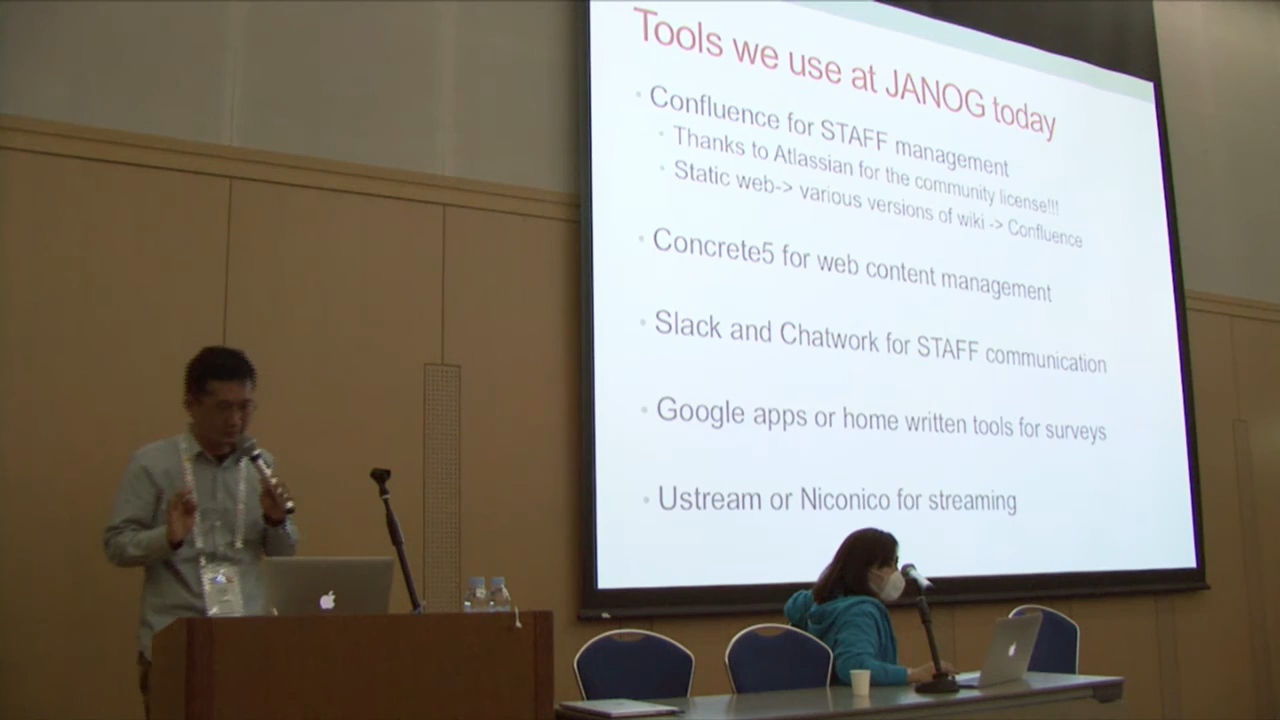 Tools we use at JANOG today
Confluence for STAFF management
Thanks to Atlassian for the community license!!!
Static web-> various versions of wiki -> Confluence
Concrete5 for web content management
Slack and Chatwork for STAFF communication
Google apps or home written tools for surveys
Ustream or Niconico for streaming